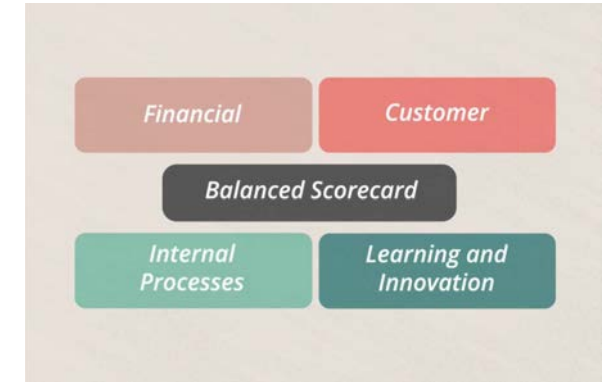 Financial
Customer
Balanced Scorecard
Internal
Processes
Learning and
Innovation